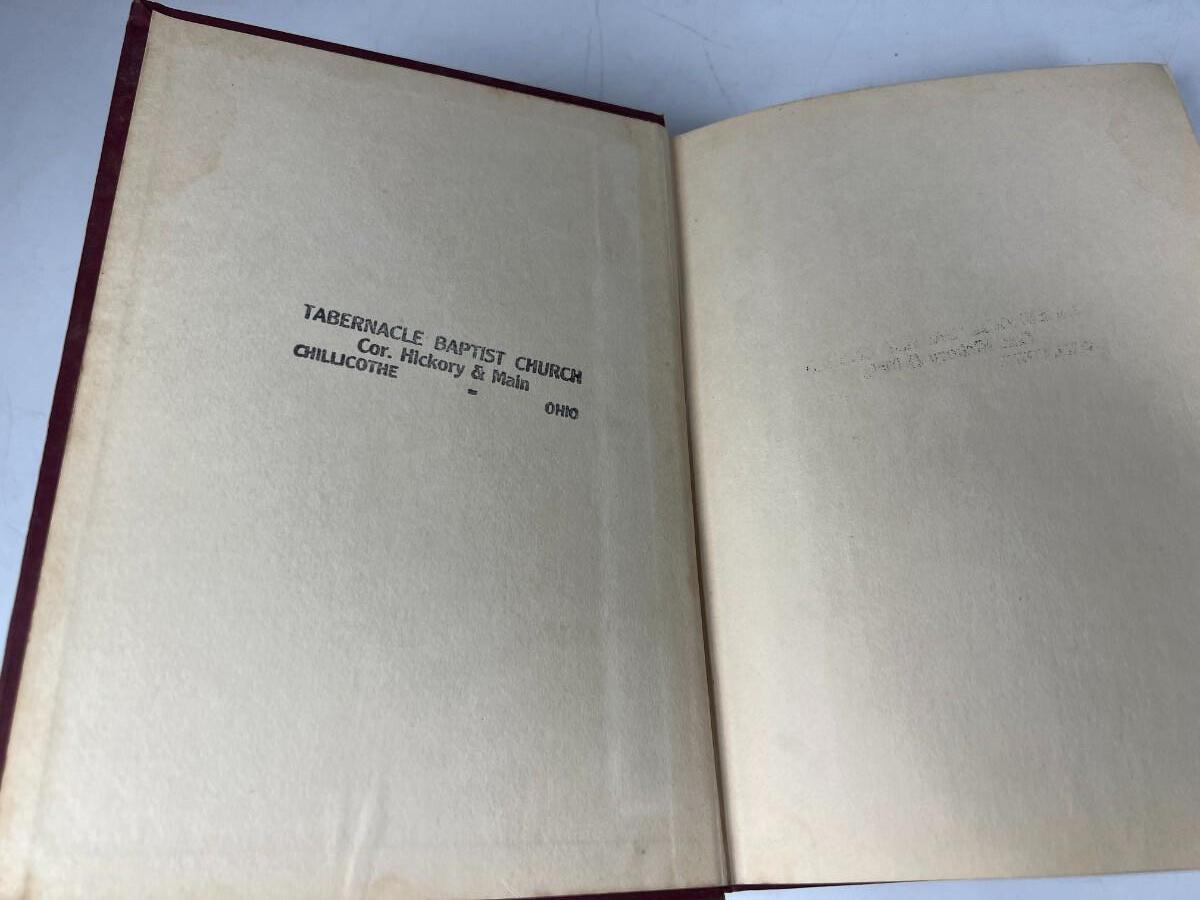 TABERNACLE BAPTIST CHURCH
Cor. Hickory & Main
CHILLICOTHE - OHIO